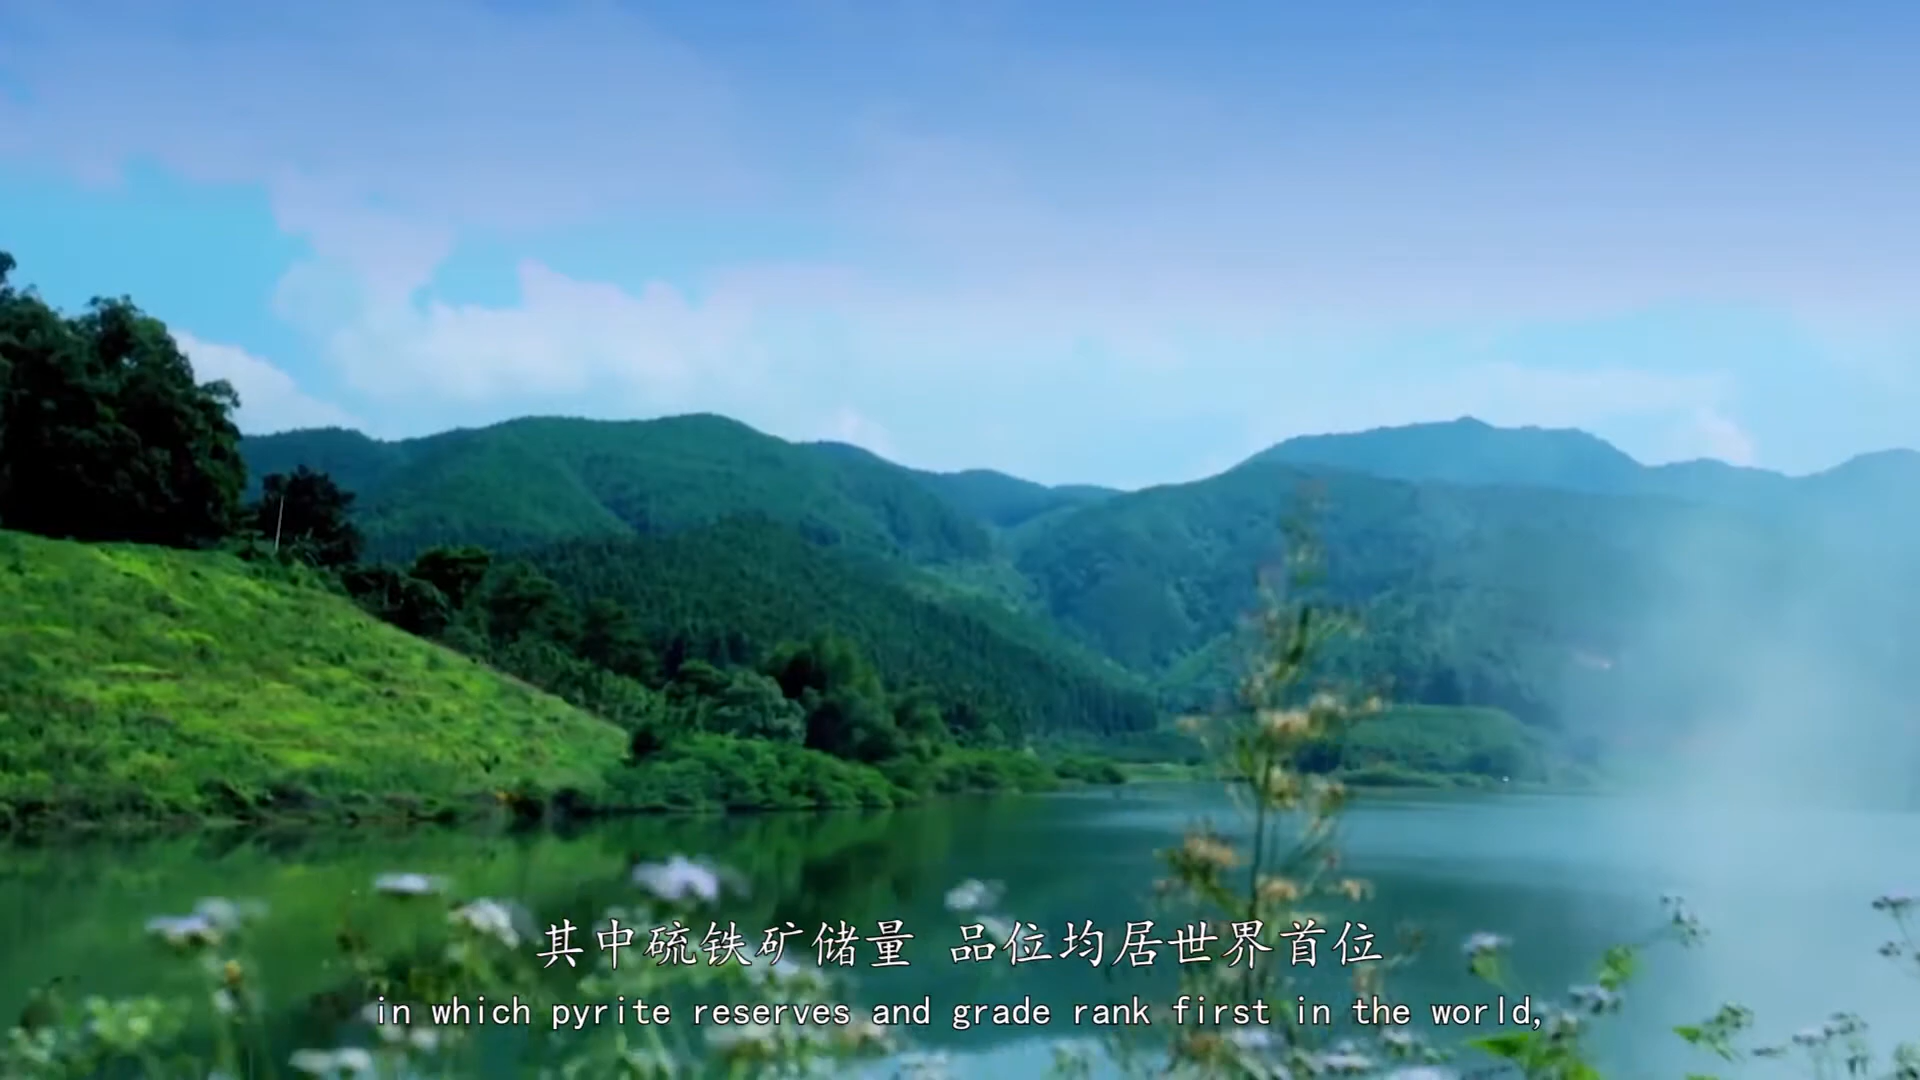 其中硫铁矿储量 品位均居世界首位
in which pyrite reserves and grade rank first in the world,